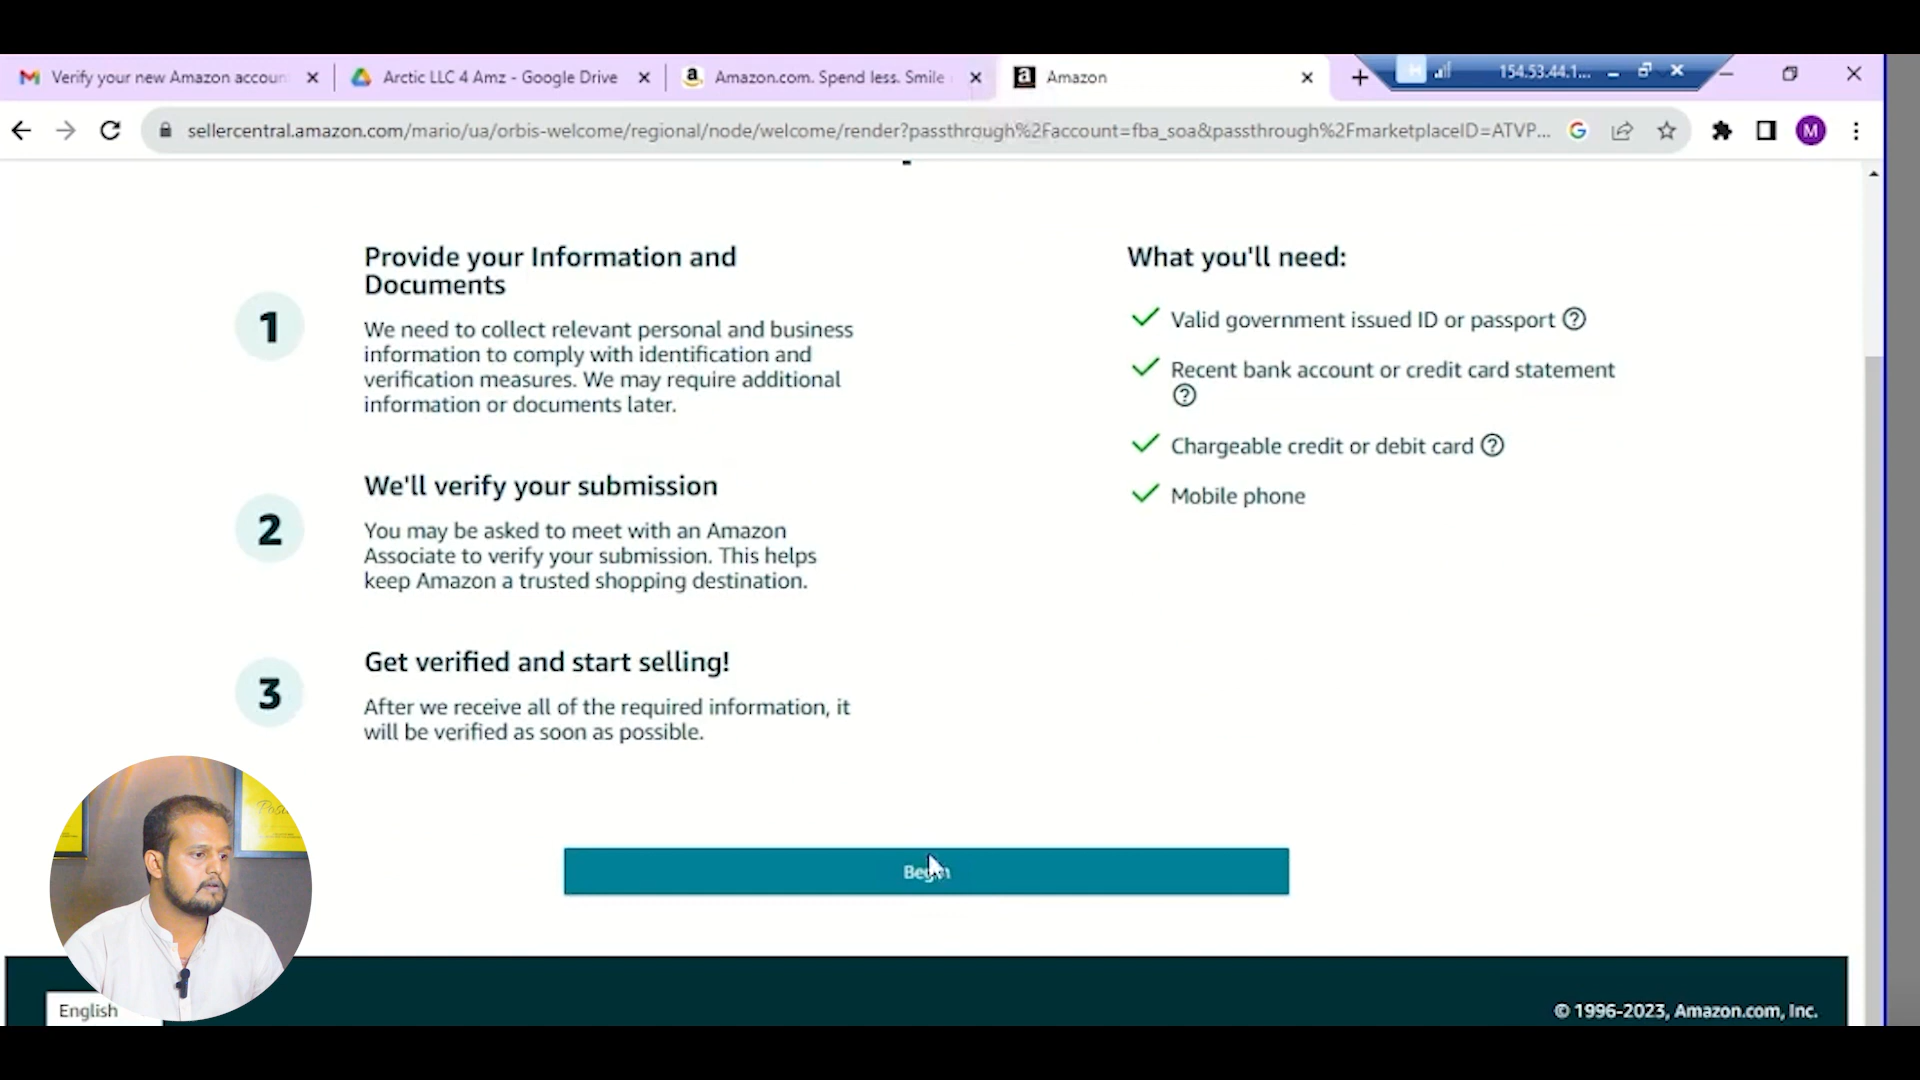 Verify your new Amazon accoun
Arctic LLC 4 Amz - Google Drive
Amazon.com. Spend less. Smile
Amazon
154.53.44.1...
sellercentral.amazon.com/mario/ua/orbis-welcome/regional/node/welcome/render?passthrough%2Faccount=fba_soa&passthrough%2FmarketplaceID=ATVP...
M
Provide your Information and
Documents
1
We need to collect relevant personal and business
information to comply with identification and
verification measures. We may require additional
information or documents later.
We'll verify your submission
2
You may be asked to meet with an Amazon
Associate to verify your submission. This helps
keep Amazon a trusted shopping destination.
Get verified and start selling!
3
After we receive all of the required information, it
will be verified as soon as possible.
What you'll need:
Valid government issued ID or passport
Recent bank account or credit card statement
Chargeable credit or debit card
Mobile phone
Begin
English
© 1996-2023, Amazon.com, Inc.